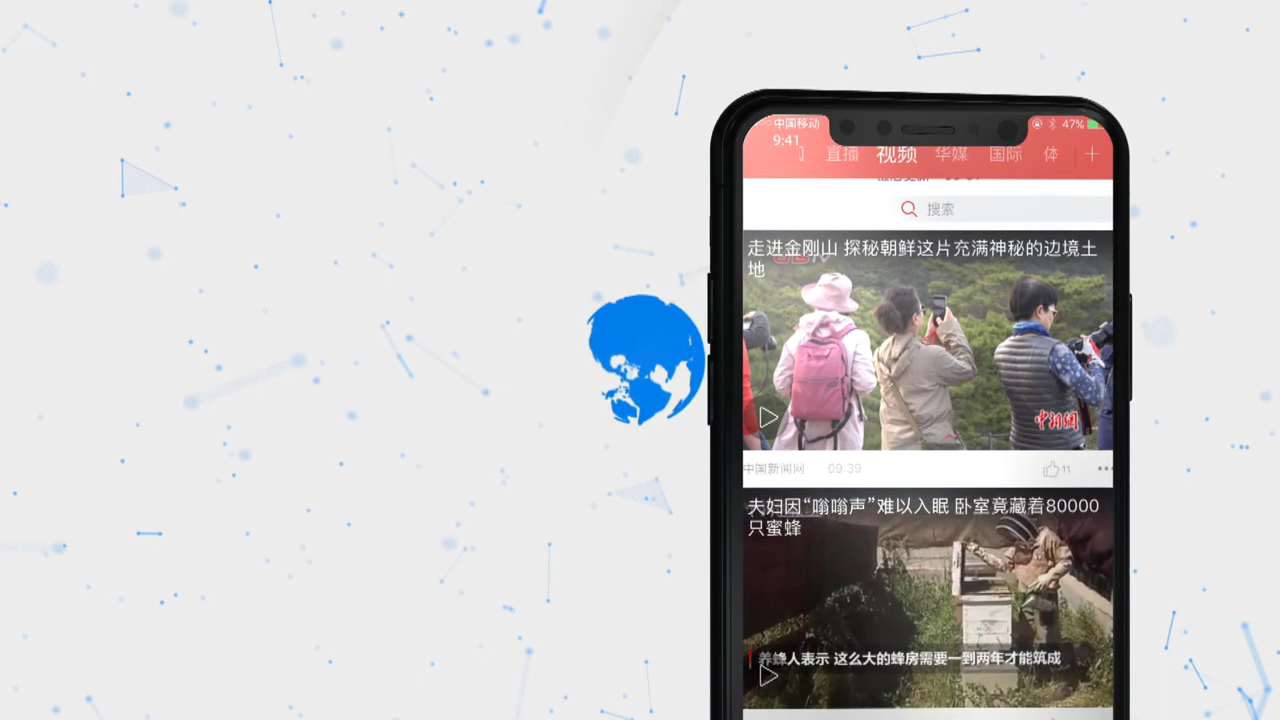 中国移动
47%
9:41
直播 视频 华媒 国际 体
搜索
走进金刚山 探秘朝鲜这片充满神秘的边境土
地
中新网
中国新闻网 09:39
11
夫妇因“嗡嗡声”难以入眠 卧室竟藏着80000
只蜜蜂
养蜂人表示 这么大的蜂房需要一到两年才能筑成